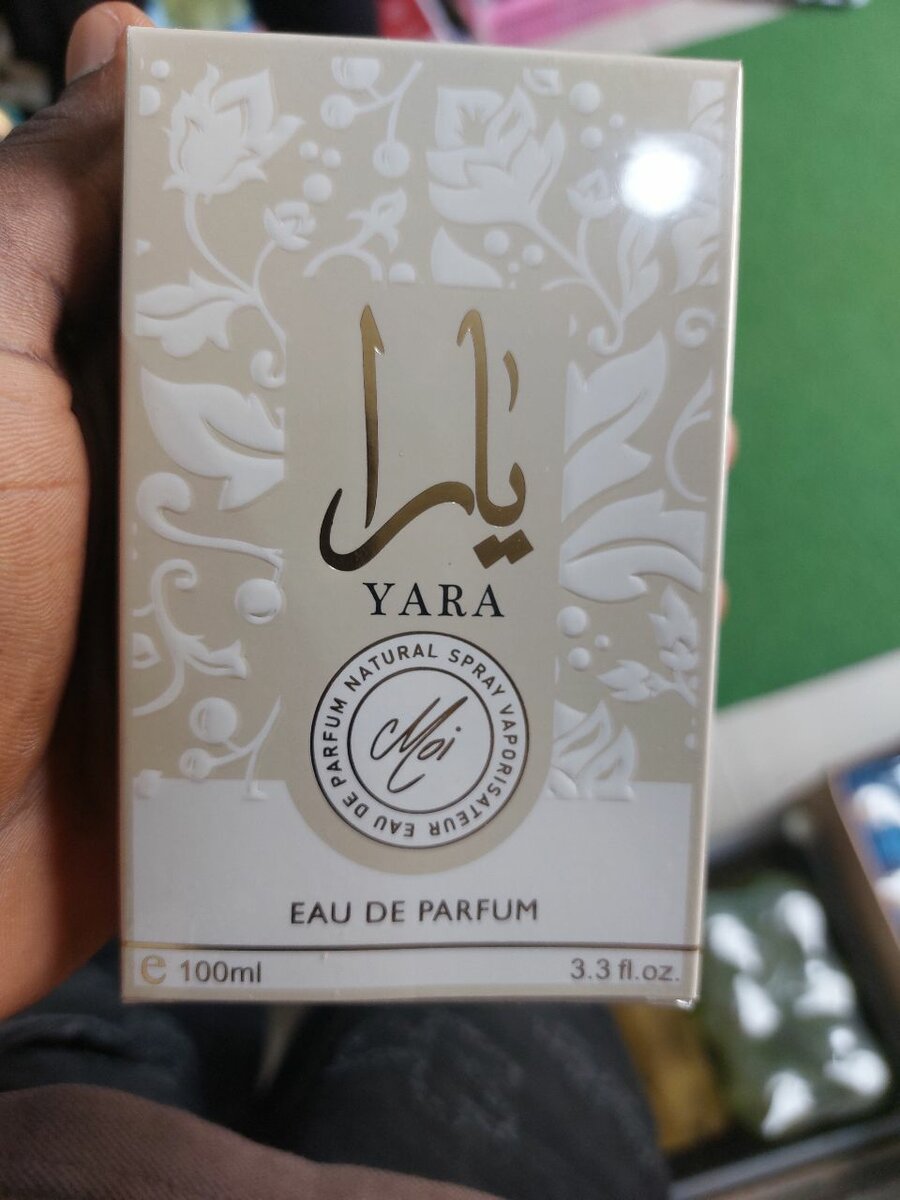 يارا
YARA
EAU DE PARFUM NATURAL SPRAY VAPORISATEUR
Moi
EAU DE PARFUM
e 100ml
3.3 fl.oz.